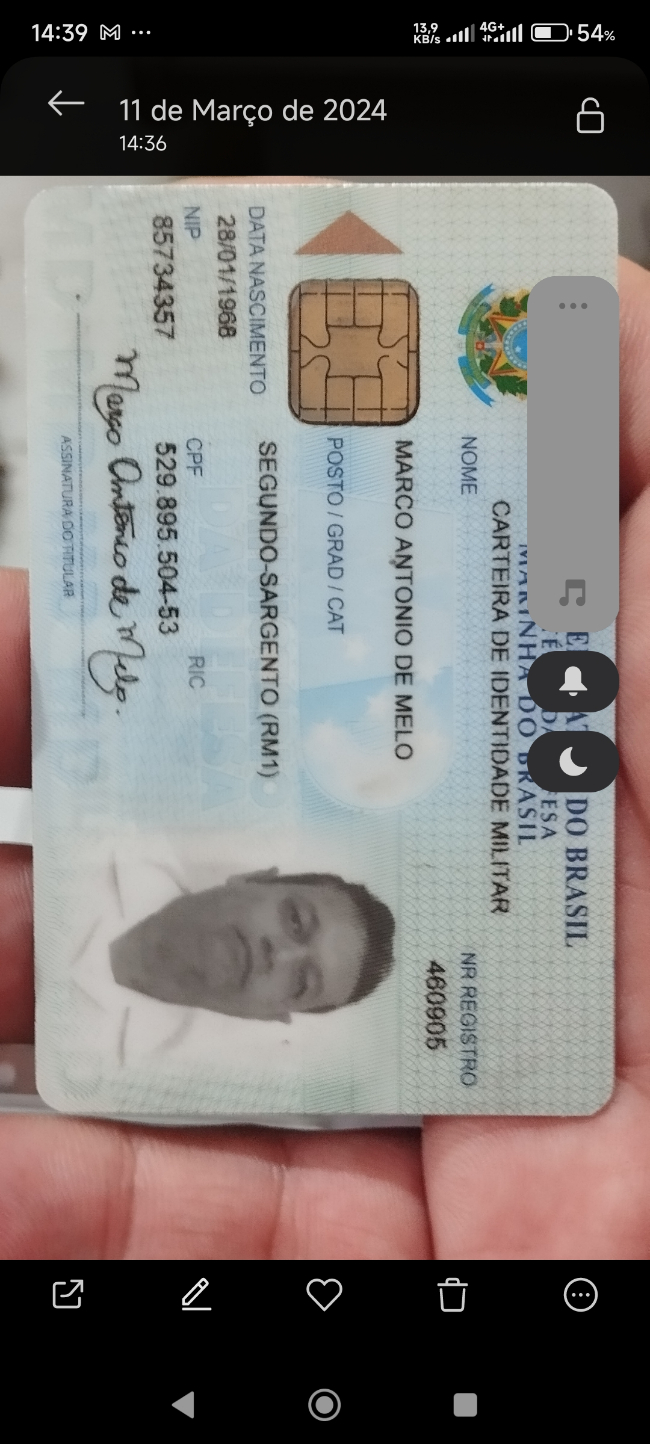 14:39
13,9 KB/s
4G+
54%
11 de Março de 2024
14:36
DO BRASIL
MARINHA DO BRASIL
CARTEIRA DE IDENTIDADE MILITAR
NOME
NR REGISTRO
MARCO ANTONIO DE MELO
460905
POSTO / GRAD / CAT
SEGUNDO-SARGENTO (RM1)
DATA NASCIMENTO
28/01/1968
NIP
CPF
RIC
85734357
529.895.504-53
Marco Antonio de Melo.
ASSINATURA DO TITULAR